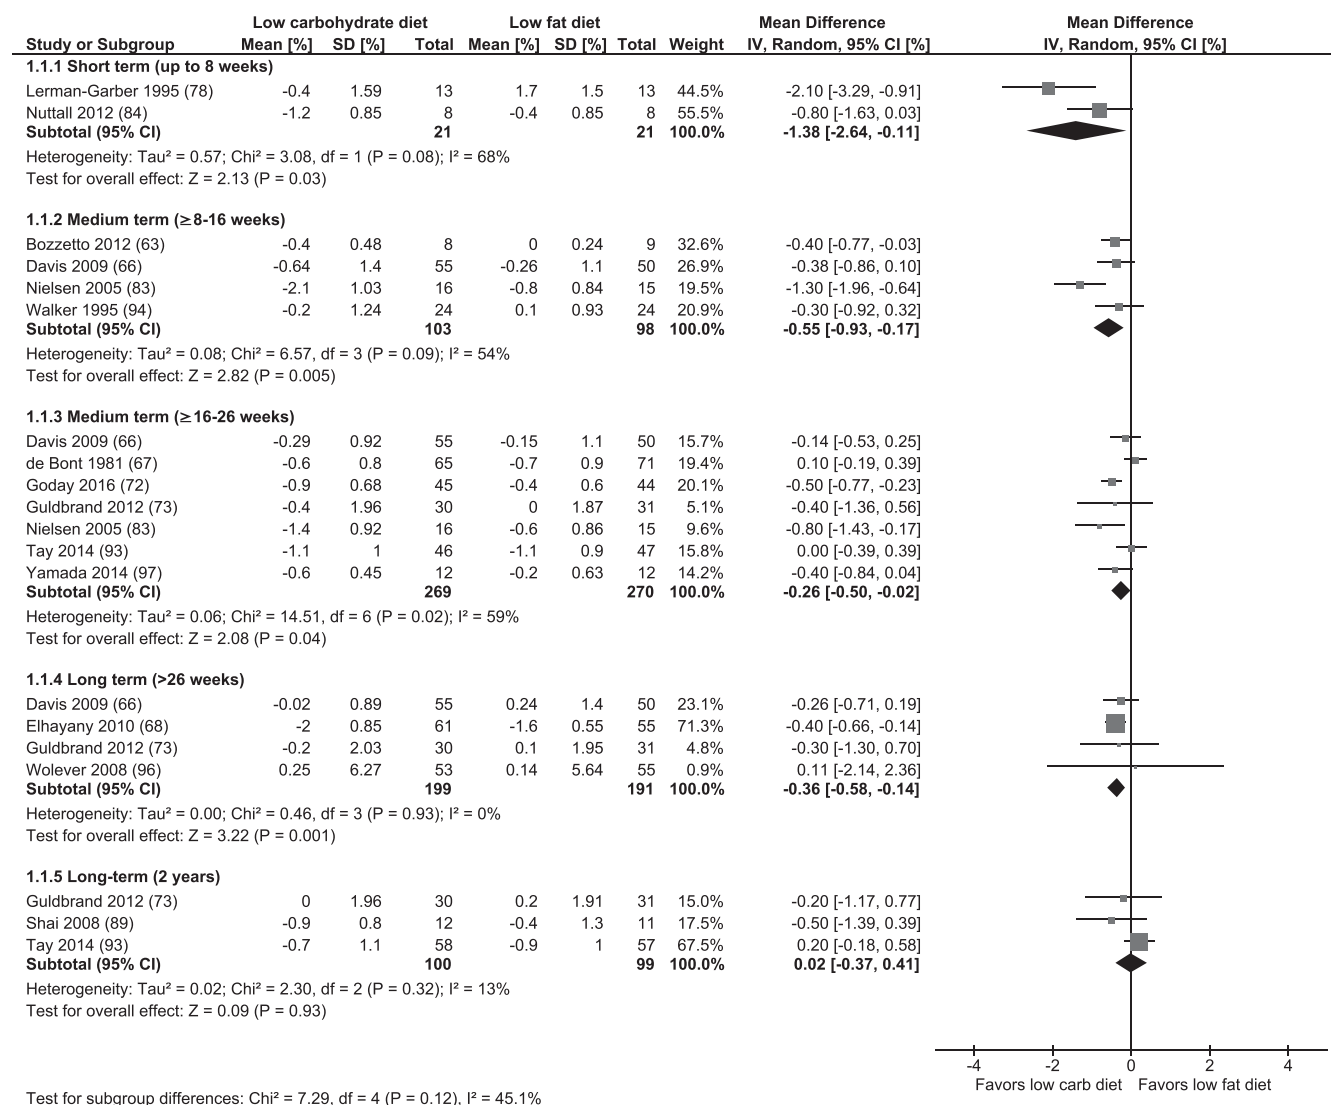 Low carbohydrate diet Low fat diet Mean Difference Mean Difference
Study or Subgroup Mean [%] SD [%] Total Mean [%] SD [%] Total Weight IV, Random, 95% CI [%] IV, Random, 95% CI [%]
1.1.1 Short term (up to 8 weeks)
Lerman-Garber 1995 (78) -0.4 1.59 13 1.7 1.5 13 44.5% -2.10 [-3.29, -0.91]
Nuttall 2012 (84) -1.2 0.85 8 -0.4 0.85 8 55.5% -0.80 [-1.63, 0.03]
Subtotal (95% CI) 21 21 100.0% -1.38 [-2.64, -0.11]
Heterogeneity: Tau² = 0.57; Chi² = 3.08, df = 1 (P = 0.08); I² = 68%
Test for overall effect: Z = 2.13 (P = 0.03)
1.1.2 Medium term (≥8-16 weeks)
Bozzetto 2012 (63) -0.4 0.48 8 0 0.24 9 32.6% -0.40 [-0.77, -0.03]
Davis 2009 (66) -0.64 1.4 55 -0.26 1.1 50 26.9% -0.38 [-0.86, 0.10]
Nielsen 2005 (83) -2.1 1.03 16 -0.8 0.84 15 19.5% -1.30 [-1.96, -0.64]
Walker 1995 (94) -0.2 1.24 24 0.1 0.93 24 20.9% -0.30 [-0.92, 0.32]
Subtotal (95% CI) 103 98 100.0% -0.55 [-0.93, -0.17]
Heterogeneity: Tau² = 0.08; Chi² = 6.57, df = 3 (P = 0.09); I² = 54%
Test for overall effect: Z = 2.82 (P = 0.005)
1.1.3 Medium term (≥16-26 weeks)
Davis 2009 (66) -0.29 0.92 55 -0.15 1.1 50 15.7% -0.14 [-0.53, 0.25]
de Bont 1981 (67) -0.6 0.8 65 -0.7 0.9 71 19.4% 0.10 [-0.19, 0.39]
Goday 2016 (72) -0.9 0.68 45 -0.4 0.6 44 20.1% -0.50 [-0.77, -0.23]
Guldbrand 2012 (73) -0.4 1.96 30 0 1.87 31 5.1% -0.40 [-1.36, 0.56]
Nielsen 2005 (83) -1.4 0.92 16 -0.6 0.86 15 9.6% -0.80 [-1.43, -0.17]
Tay 2014 (93) -1.1 1 46 -1.1 0.9 47 15.8% 0.00 [-0.39, 0.39]
Yamada 2014 (97) -0.6 0.45 12 -0.2 0.63 12 14.2% -0.40 [-0.84, 0.04]
Subtotal (95% CI) 269 270 100.0% -0.26 [-0.50, -0.02]
Heterogeneity: Tau² = 0.06; Chi² = 14.51, df = 6 (P = 0.02); I² = 59%
Test for overall effect: Z = 2.08 (P = 0.04)
1.1.4 Long term (>26 weeks)
Davis 2009 (66) -0.02 0.89 55 0.24 1.4 50 23.1% -0.26 [-0.71, 0.19]
Elhayany 2010 (68) -2 0.85 61 -1.6 0.55 55 71.3% -0.40 [-0.66, -0.14]
Guldbrand 2012 (73) -0.2 2.03 30 0.1 1.95 31 4.8% -0.30 [-1.30, 0.70]
Wolever 2008 (96) 0.25 6.27 53 0.14 5.64 55 0.9% 0.11 [-2.14, 2.36]
Subtotal (95% CI) 199 191 100.0% -0.36 [-0.58, -0.14]
Heterogeneity: Tau² = 0.00; Chi² = 0.46, df = 3 (P = 0.93); I² = 0%
Test for overall effect: Z = 3.22 (P = 0.001)
1.1.5 Long-term (2 years)
Guldbrand 2012 (73) 0 1.96 30 0.2 1.91 31 15.0% -0.20 [-1.17, 0.77]
Shai 2008 (89) -0.9 0.8 12 -0.4 1.3 11 17.5% -0.50 [-1.39, 0.39]
Tay 2014 (93) -0.7 1.1 58 -0.9 1 57 67.5% 0.20 [-0.18, 0.58]
Subtotal (95% CI) 100 99 100.0% 0.02 [-0.37, 0.41]
Heterogeneity: Tau² = 0.02; Chi² = 2.30, df = 2 (P = 0.32); I² = 13%
Test for overall effect: Z = 0.09 (P = 0.93)
-4 -2 0 2 4
Favors low carb diet Favors low fat diet
Test for subgroup differences: Chi² = 7.29, df = 4 (P = 0.12), I² = 45.1%